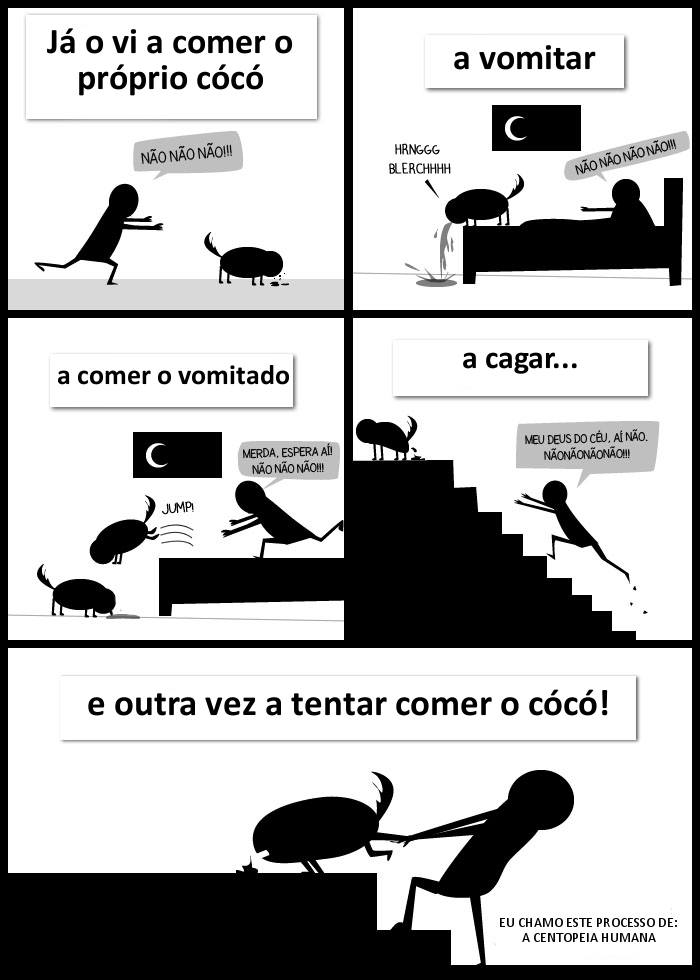 Já o vi a comer o
próprio cócó
NÃO NÃO NÃO!!!
a vomitar
HRNGGG
BLERCHHHH
NÃO NÃO NÃO NÃO!!!
a comer o vomitado
MERDA, ESPERA AÍ!
NÃO NÃO NÃO!!!
JUMP!
a cagar...
MEU DEUS DO CÉU, AÍ NÃO.
NÃONÃONÃONÃO!!!
e outra vez a tentar comer o cócó!
EU CHAMO ESTE PROCESSO DE:
A CENTOPEIA HUMANA